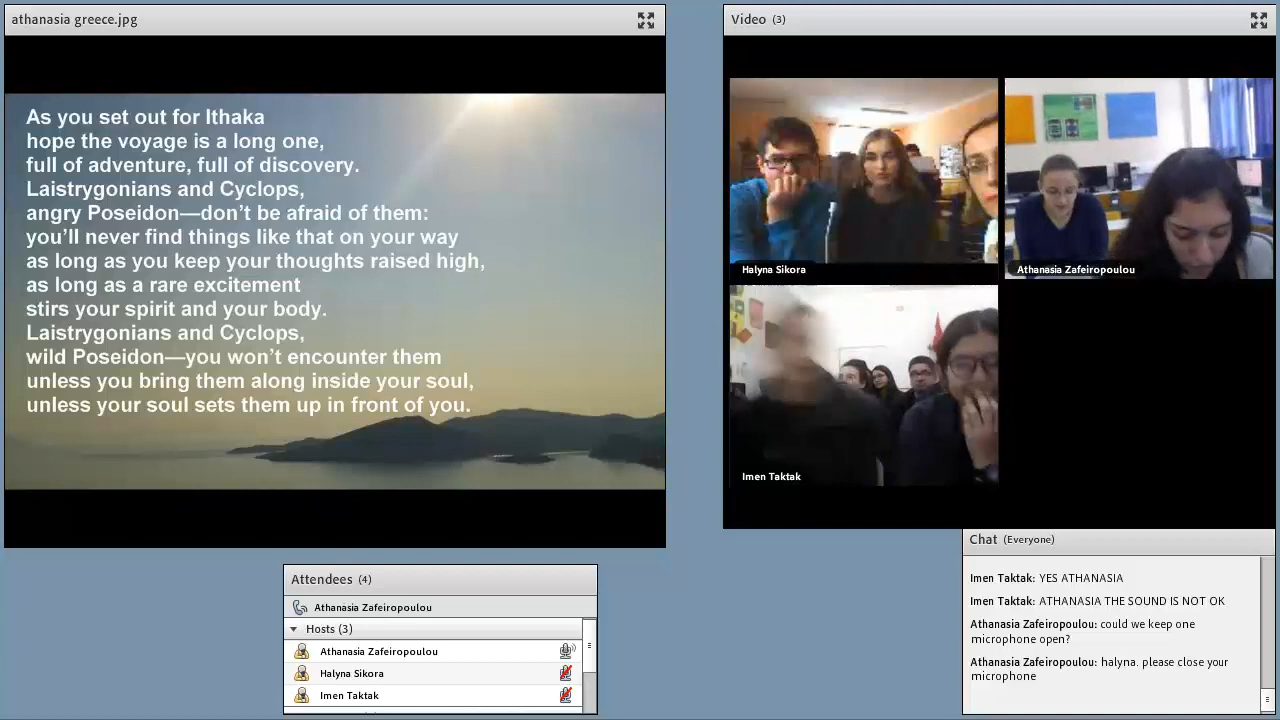 athanasia greece.jpg
As you set out for Ithaka
hope the voyage is a long one,
full of adventure, full of discovery.
Laistrygonians and Cyclops,
angry Poseidon—don't be afraid of them:
you'll never find things like that on your way
as long as you keep your thoughts raised high,
as long as a rare excitement
stirs your spirit and your body.
Laistrygonians and Cyclops,
wild Poseidon—you won't encounter them
unless you bring them along inside your soul,
unless your soul sets them up in front of you.
Video (3)
Halyna Sikora
Athanasia Zafeiropoulou
Imen Taktak
Attendees (4)
Athanasia Zafeiropoulou
Hosts (3)
Athanasia Zafeiropoulou
Halyna Sikora
Imen Taktak
Chat (Everyone)
Imen Taktak: YES ATHANASIA
Imen Taktak: ATHANASIA THE SOUND IS NOT OK
Athanasia Zafeiropoulou: could we keep one
microphone open?
Athanasia Zafeiropoulou: halyna. please close your
microphone